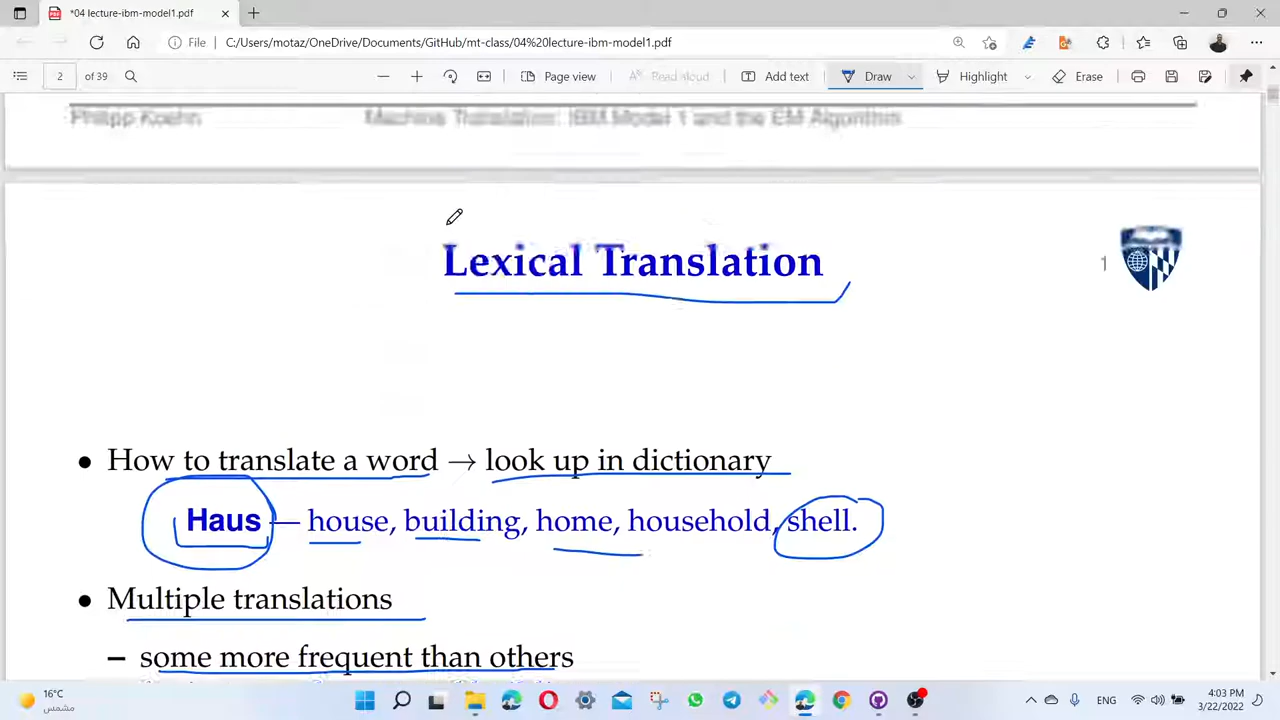 *04 lecture-ibm-model1.pdf
File C:/Users/motaz/OneDrive/Documents/GitHub/mt-class/04%20lecture-ibm-model1.pdf
2 of 39 Page view Read aloud Add text Draw Highlight Erase
Philipp Koehn Machine Translation: IBM Model 1 and the EM Algorithm
Lexical Translation 1
• How to translate a word → look up in dictionary
Haus — house, building, home, household, shell.
• Multiple translations
– some more frequent than others
16°C ENG 4:03 PM
مشمس 3/22/2022